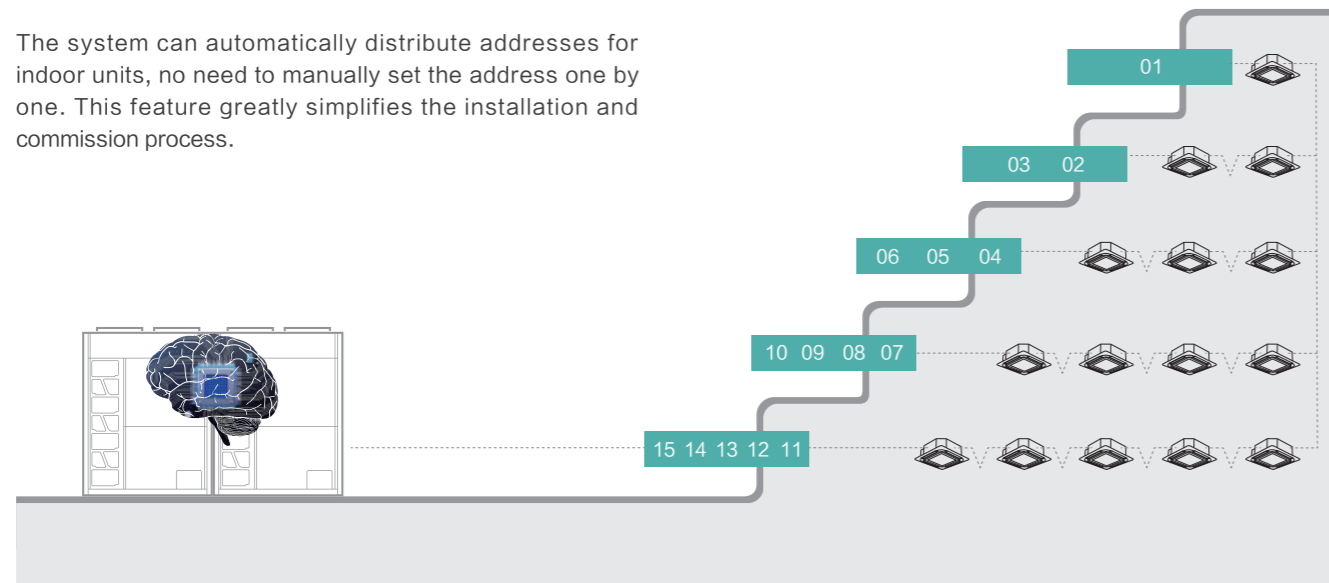 The system can automatically distribute addresses for
indoor units, no need to manually set the address one by
one. This feature greatly simplifies the installation and
commission process.
01
03 02
06 05 04
10 09 08 07
15 14 13 12 11